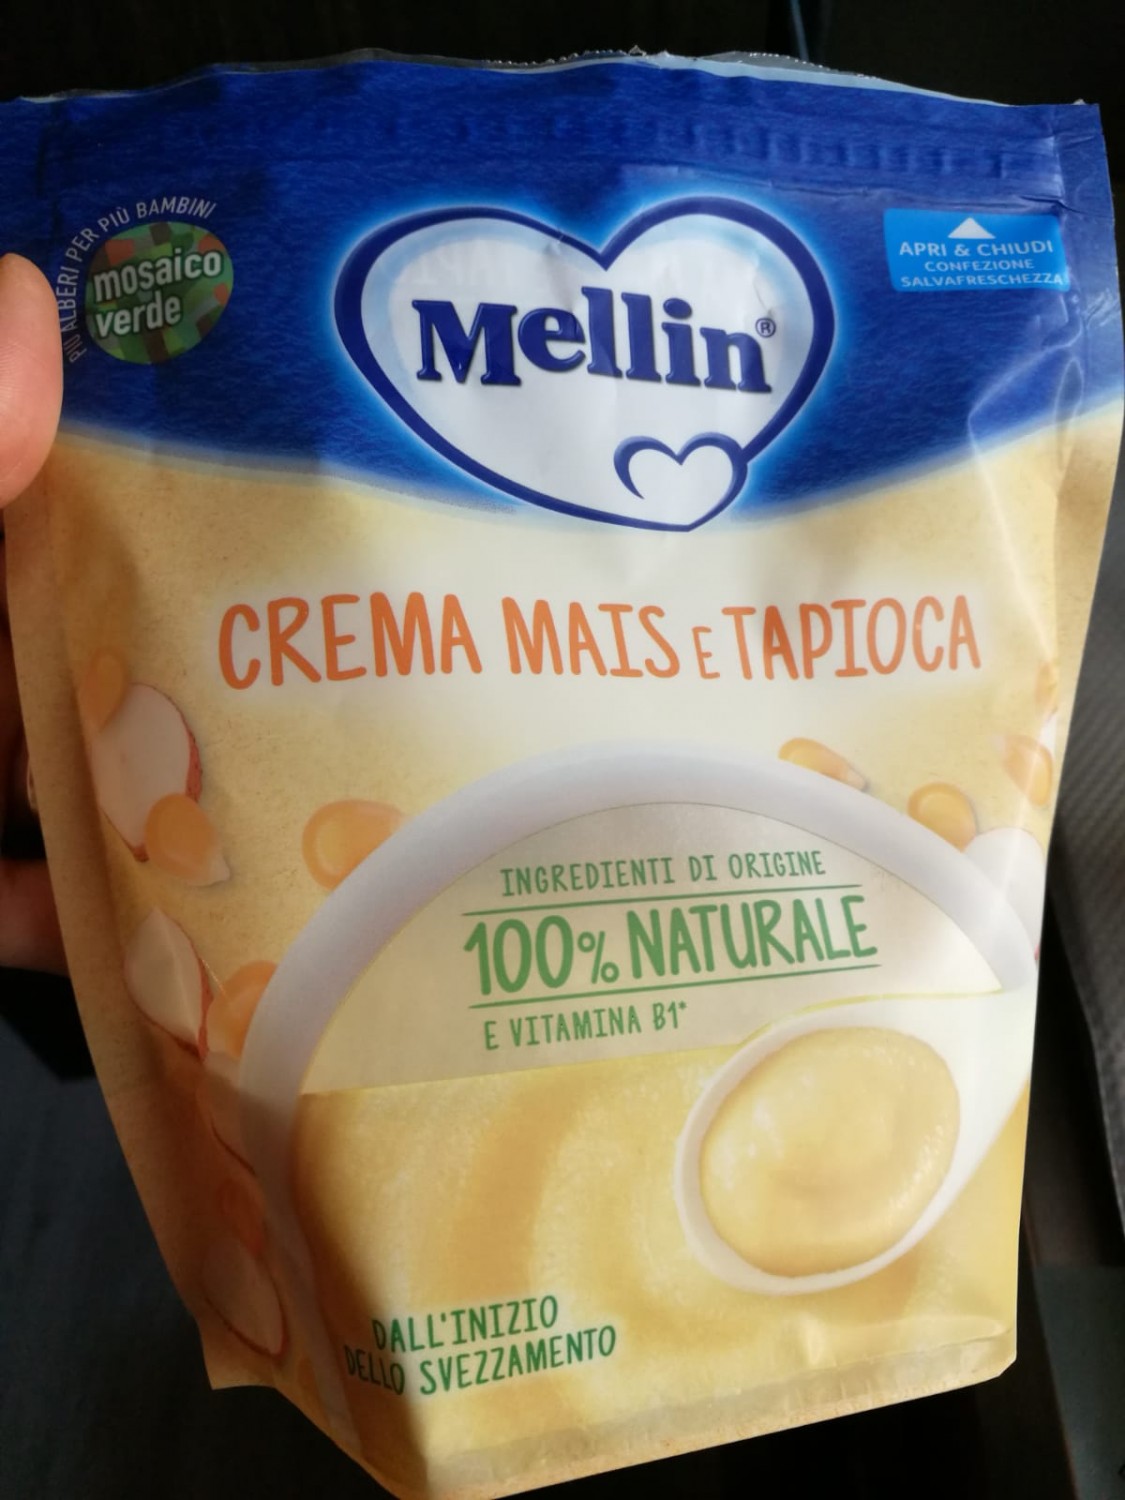 PIÙ ALBERI PER PIÙ BAMBINI
mosaico
verde
Mellin®
APRI & CHIUDI
CONFEZIONE
SALVAFRESCHEZZA
CREMA MAIS E TAPIOCA
INGREDIENTI DI ORIGINE
100% NATURALE
E VITAMINA B1*
DALL'INIZIO
DELLO SVEZZAMENTO